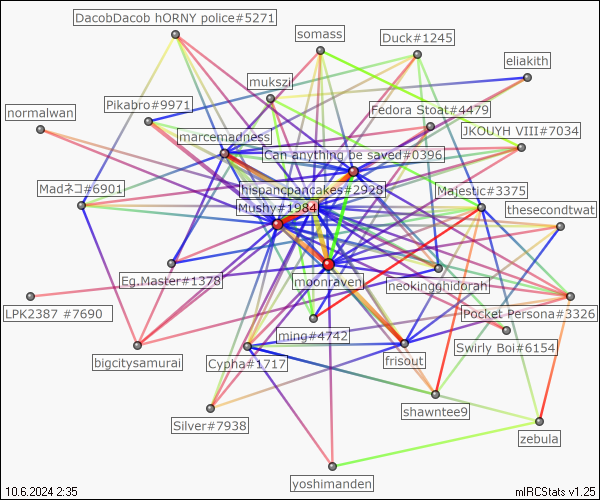 DacobDacob hORNY police#5271
somass
Duck#1245
eliakith
mukszi
Pikabro#9971
Fedora Stoat#4479
normalwan
marcemadness
JKOUYH VIII#7034
Can anything be saved#0396
Madネコ#6901
hispancpancakes#2928
Majestic#3375
Mushy#1984
thesecondtwat
Eg.Master#1378
moonraven
neokingghidorah
LPK2387 #7690
Pocket Persona#3326
ming#4742
Swirly Boi#6154
bigcitysamurai
Cypha#1717
frisout
Silver#7938
shawntee9
zebula
yoshimanden
10.6.2024 2:35
mIRCStats v1.25